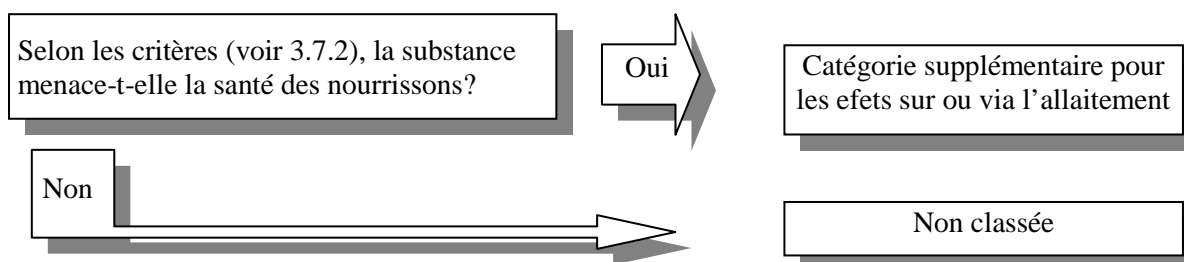 Selon les critères (voir 3.7.2), la substance
menace-t-elle la santé des nourrissons?
Oui
Catégorie supplémentaire pour
les efets sur ou via l’allaitement
Non
Non classée